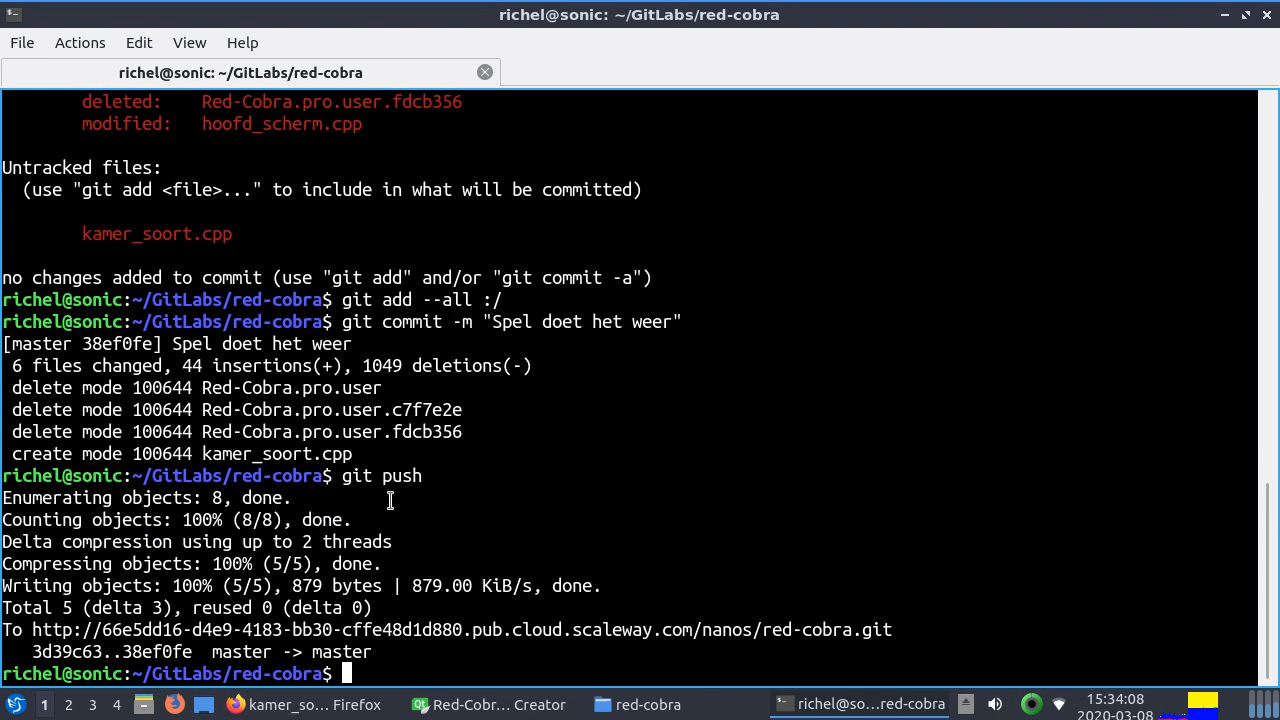 richel@sonic: ~/GitLabs/red-cobra
File Actions Edit View Help
richel@sonic: ~/GitLabs/red-cobra
deleted: Red-Cobra.pro.user.fdcb356
modified: hoofd_scherm.cpp
Untracked files:
(use "git add <file>..." to include in what will be committed)
kamer_soort.cpp
no changes added to commit (use "git add" and/or "git commit -a")
richel@sonic:~/GitLabs/red-cobra$ git add --all :/
richel@sonic:~/GitLabs/red-cobra$ git commit -m "Spel doet het weer"
[master 38ef0fe] Spel doet het weer
6 files changed, 44 insertions(+), 1049 deletions(-)
delete mode 100644 Red-Cobra.pro.user
delete mode 100644 Red-Cobra.pro.user.c7f7e2e
delete mode 100644 Red-Cobra.pro.user.fdcb356
create mode 100644 kamer_soort.cpp
richel@sonic:~/GitLabs/red-cobra$ git push
Enumerating objects: 8, done.
Counting objects: 100% (8/8), done.
Delta compression using up to 2 threads
Compressing objects: 100% (5/5), done.
Writing objects: 100% (5/5), 879 bytes | 879.00 KiB/s, done.
Total 5 (delta 3), reused 0 (delta 0)
To http://66e5dd16-d4e9-4183-bb30-cffe48d1d880.pub.cloud.scaleway.com/nanos/red-cobra.git
3d39c63..38ef0fe master -> master
richel@sonic:~/GitLabs/red-cobra$
1 2 3 4 kamer_so... Firefox Red-Cobr... Creator red-cobra richel@so...red-cobra 15:34:08
2020-03-08